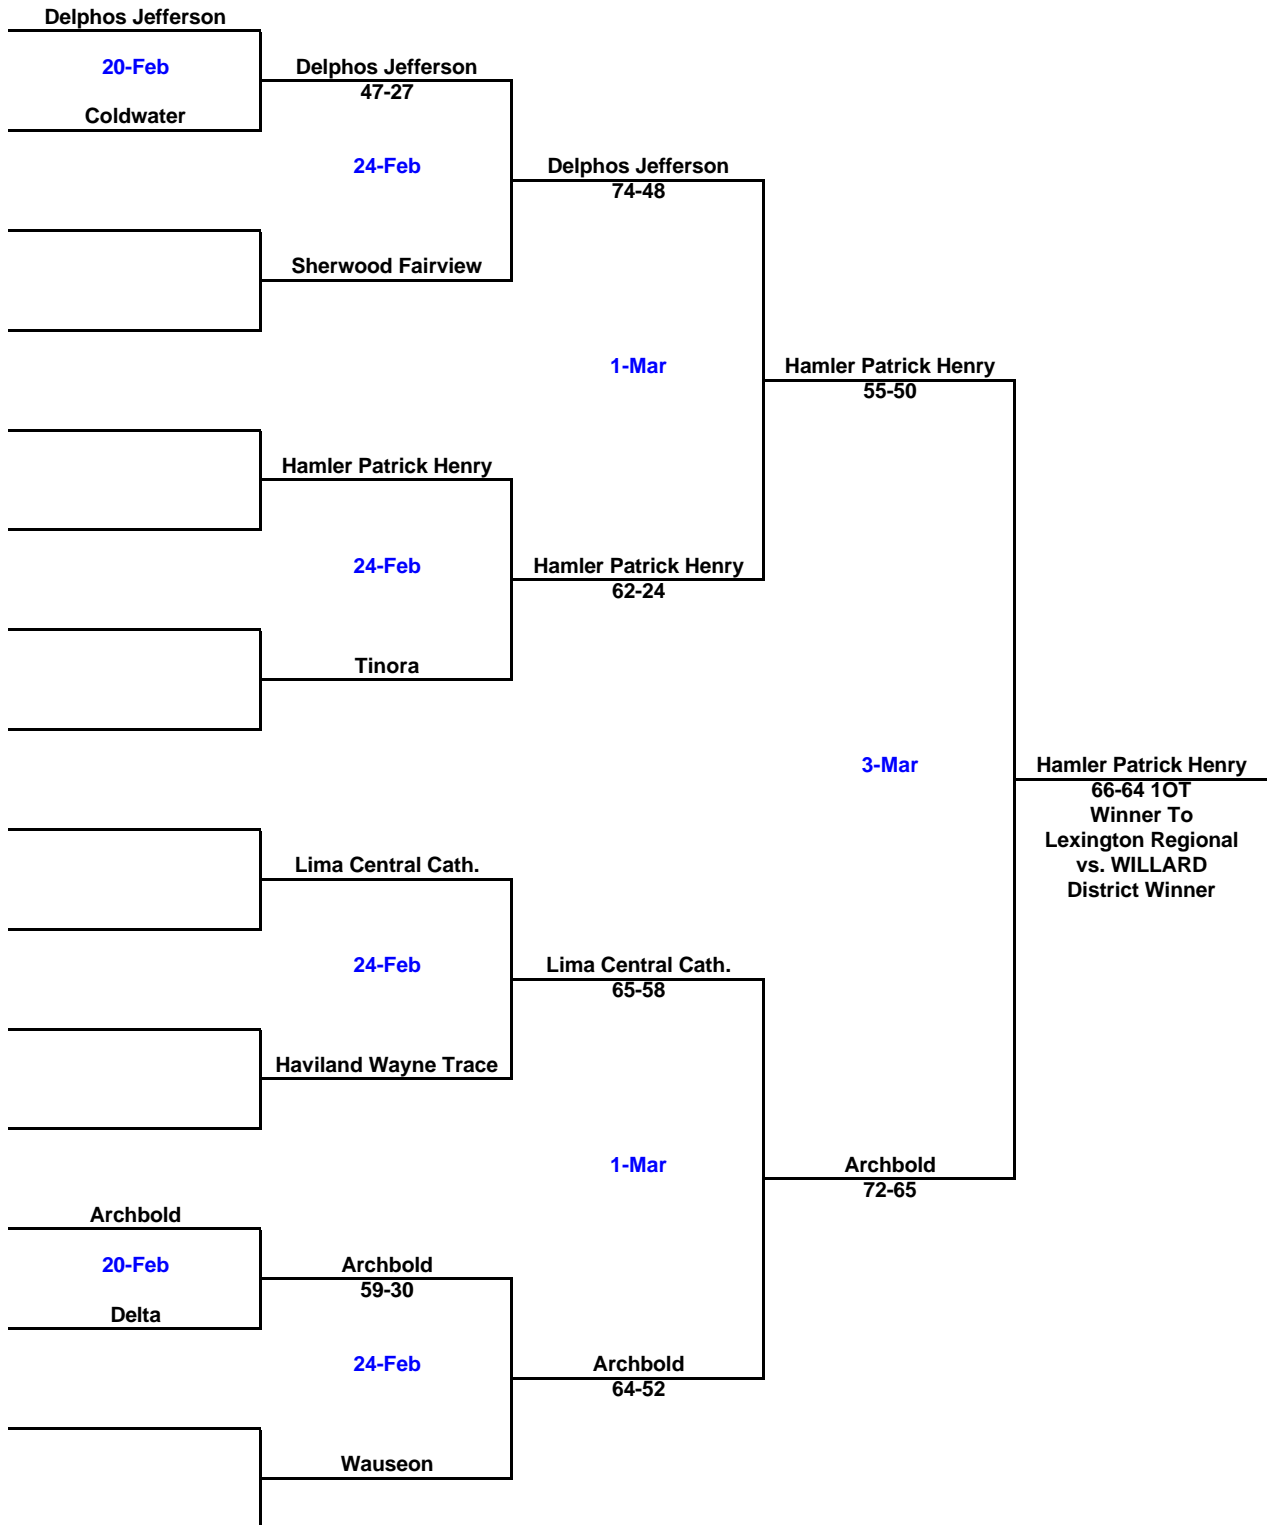 Delphos Jefferson
20-Feb
Coldwater
Delphos Jefferson
47-27
24-Feb
Sherwood Fairview
Delphos Jefferson
74-48
1-Mar
Hamler Patrick Henry
24-Feb
Tinora
Hamler Patrick Henry
62-24
Hamler Patrick Henry
55-50
3-Mar
Hamler Patrick Henry
66-64 1OT
Winner To
Lexington Regional
vs. WILLARD
District Winner
Lima Central Cath.
24-Feb
Haviland Wayne Trace
Lima Central Cath.
65-58
1-Mar
Archbold
72-65
Archbold
20-Feb
Delta
Archbold
59-30
24-Feb
Wauseon
Archbold
64-52